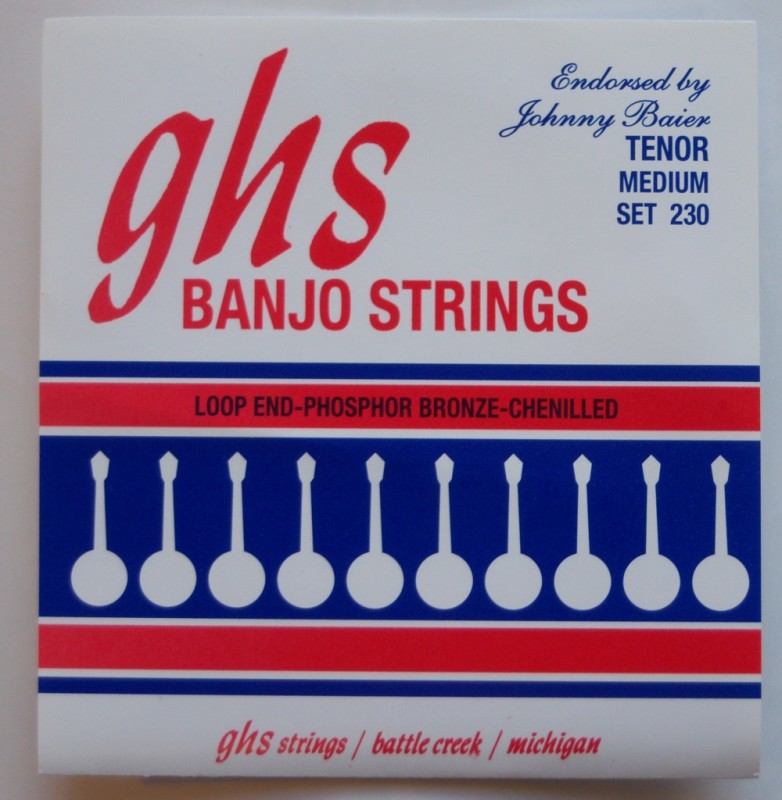 Endorsed by
Johnny Baier
TENOR
MEDIUM
SET 230
ghs
BANJO STRINGS
LOOP END-PHOSPHOR BRONZE-CHENILLED
ghs strings / battle creek / michigan